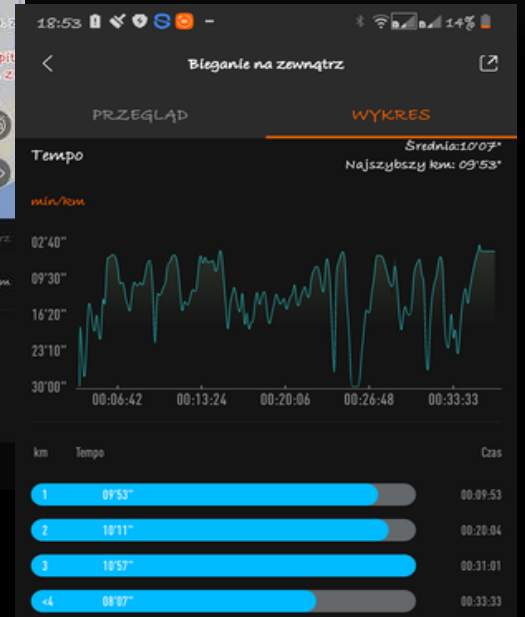 18:53 14%
Bieganie na zewnątrz
PRZEGLĄD WYKRES
Tempo
Średnia:10'07"
Najszybszy km: 09'53"
min/km
02'40"
09'30"
16'20"
23'10"
30'00"
00:06:42 00:13:24 00:20:06 00:26:48 00:33:33
km Tempo Czas
1 09'53" 00:09:53
2 10'11" 00:20:04
3 10'57" 00:31:01
<4 08'07" 00:33:33